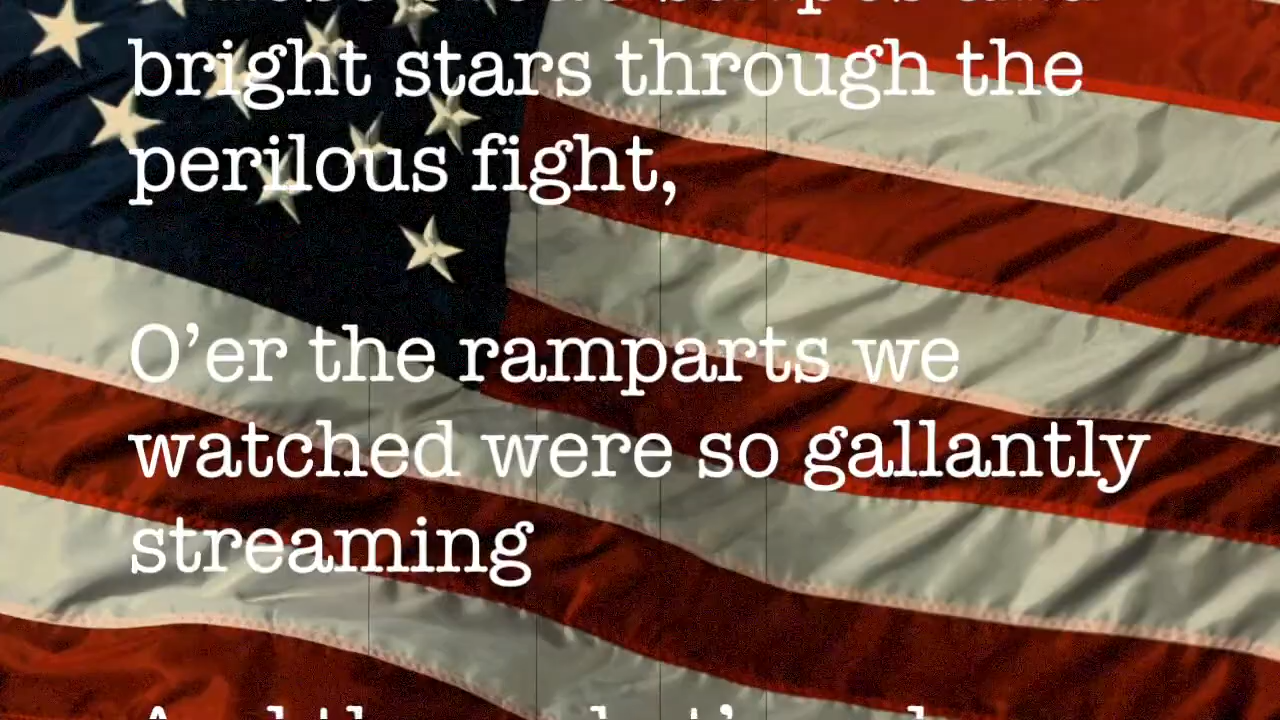 bright stars through the
perilous fight,
O’er the ramparts we
watched were so gallantly
streaming